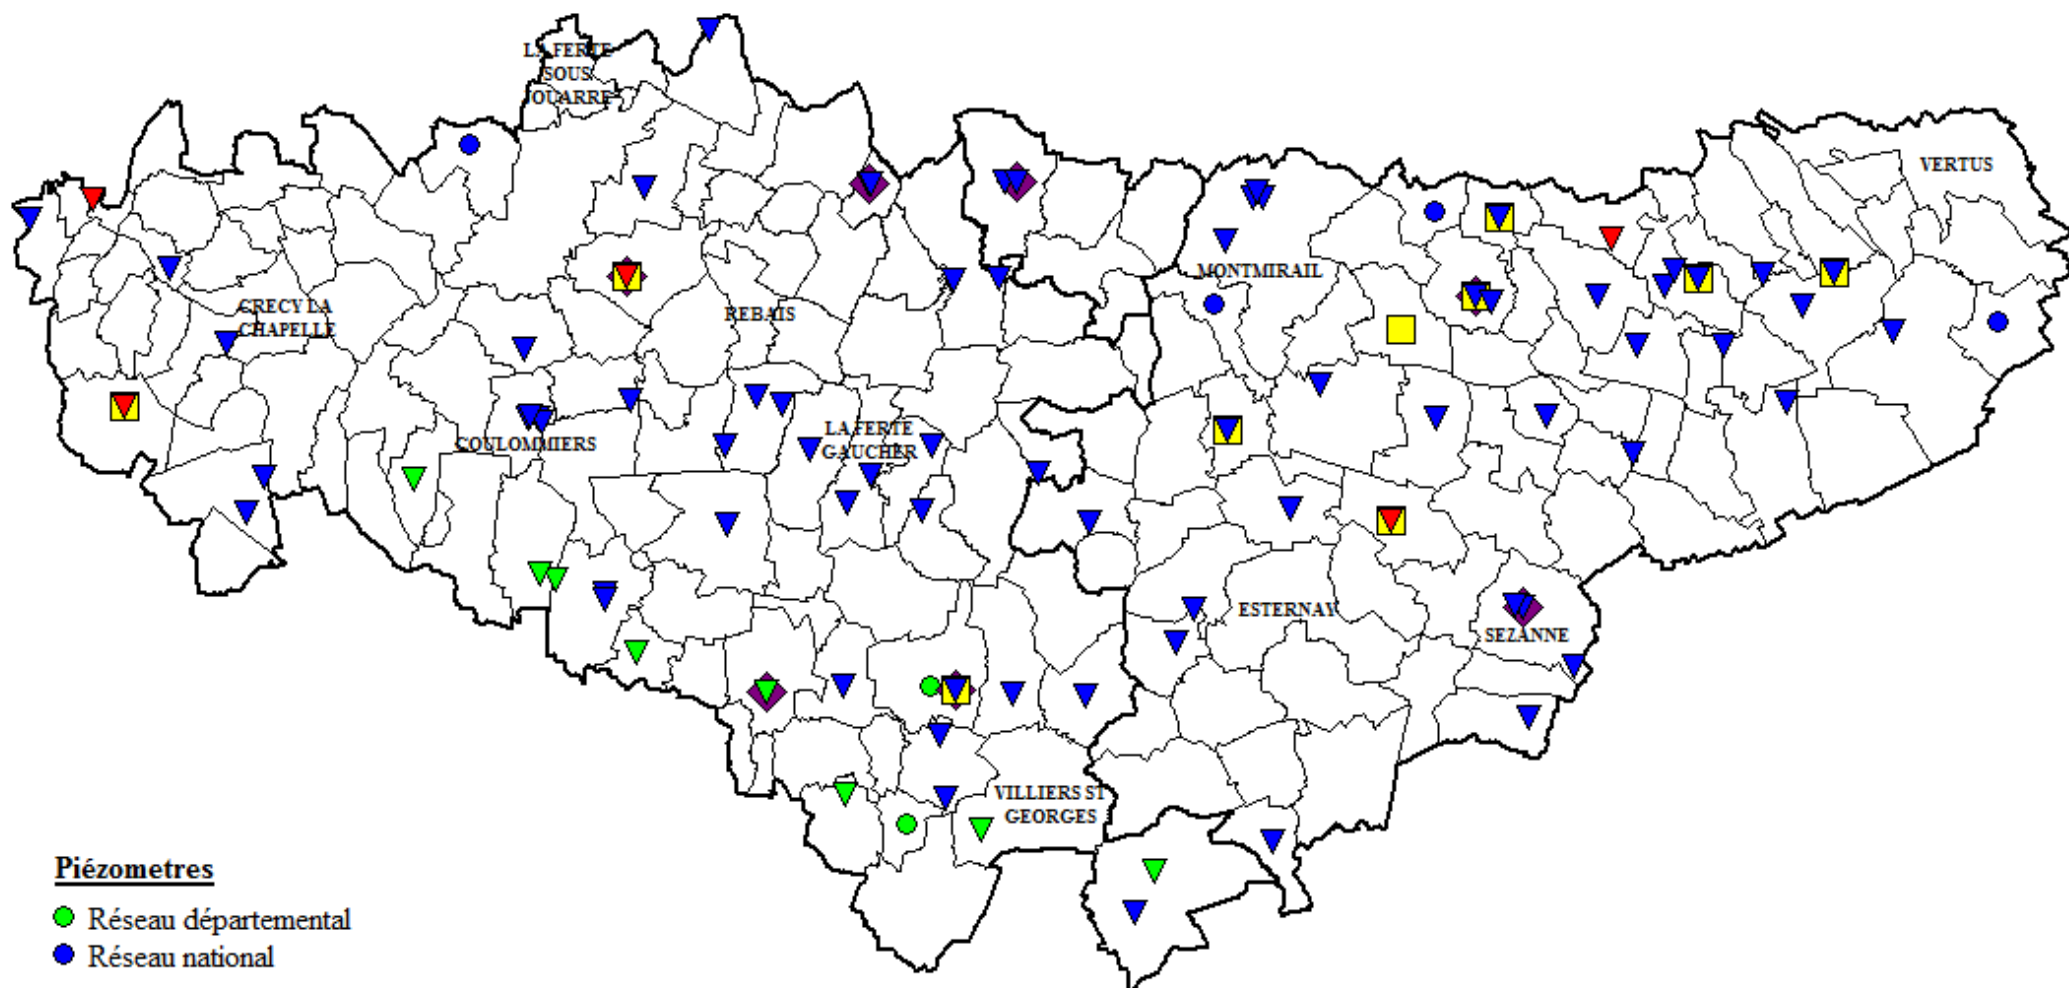 LA FERTE
SOUS
JOUARRE
VERTUS
MONTMIRAIL
CRECY LA
CHAPELLE
REBAIS
COULOMMIERS
LA FERTE
GAUCHER
ESTERNAY
SEZANNE
VILLIERS ST
GEORGES
Piézometres
Réseau départemental
Réseau national